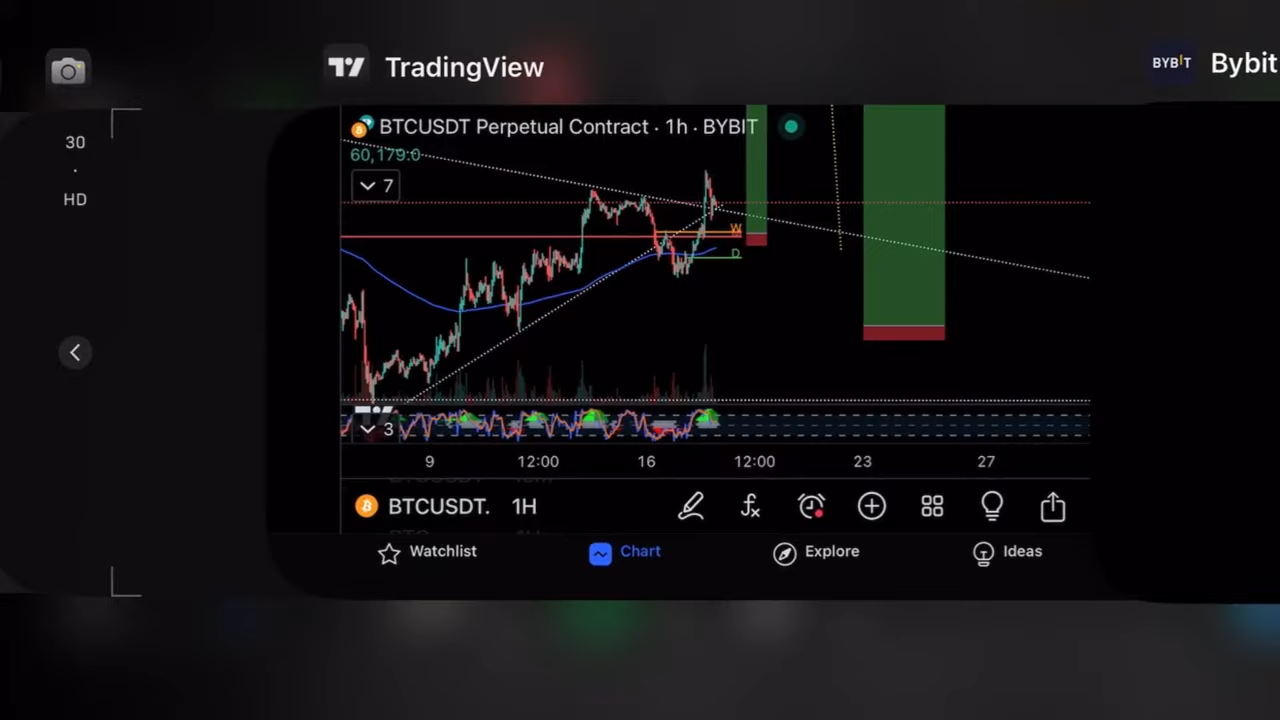 TradingView
BYBIT Bybit
30
HD
BTCUSDT Perpetual Contract · 1h · BYBIT
60,179.0
7
W
D
3
9 12:00 16 12:00 23 27
BTCUSDT. 1H
Watchlist Chart Explore Ideas